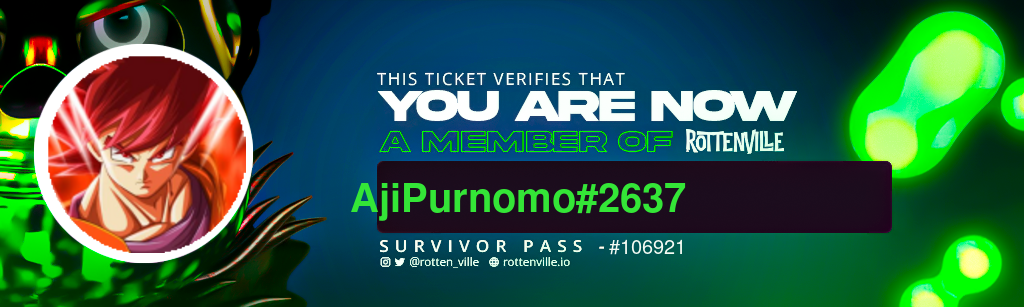 THIS TICKET VERIFIES THAT
YOU ARE NOW
A MEMBER OF ROTTENVILLE
AjiPurnomo#2637
SURVIVOR PASS - #106921
@rotten_ville rottenville.io